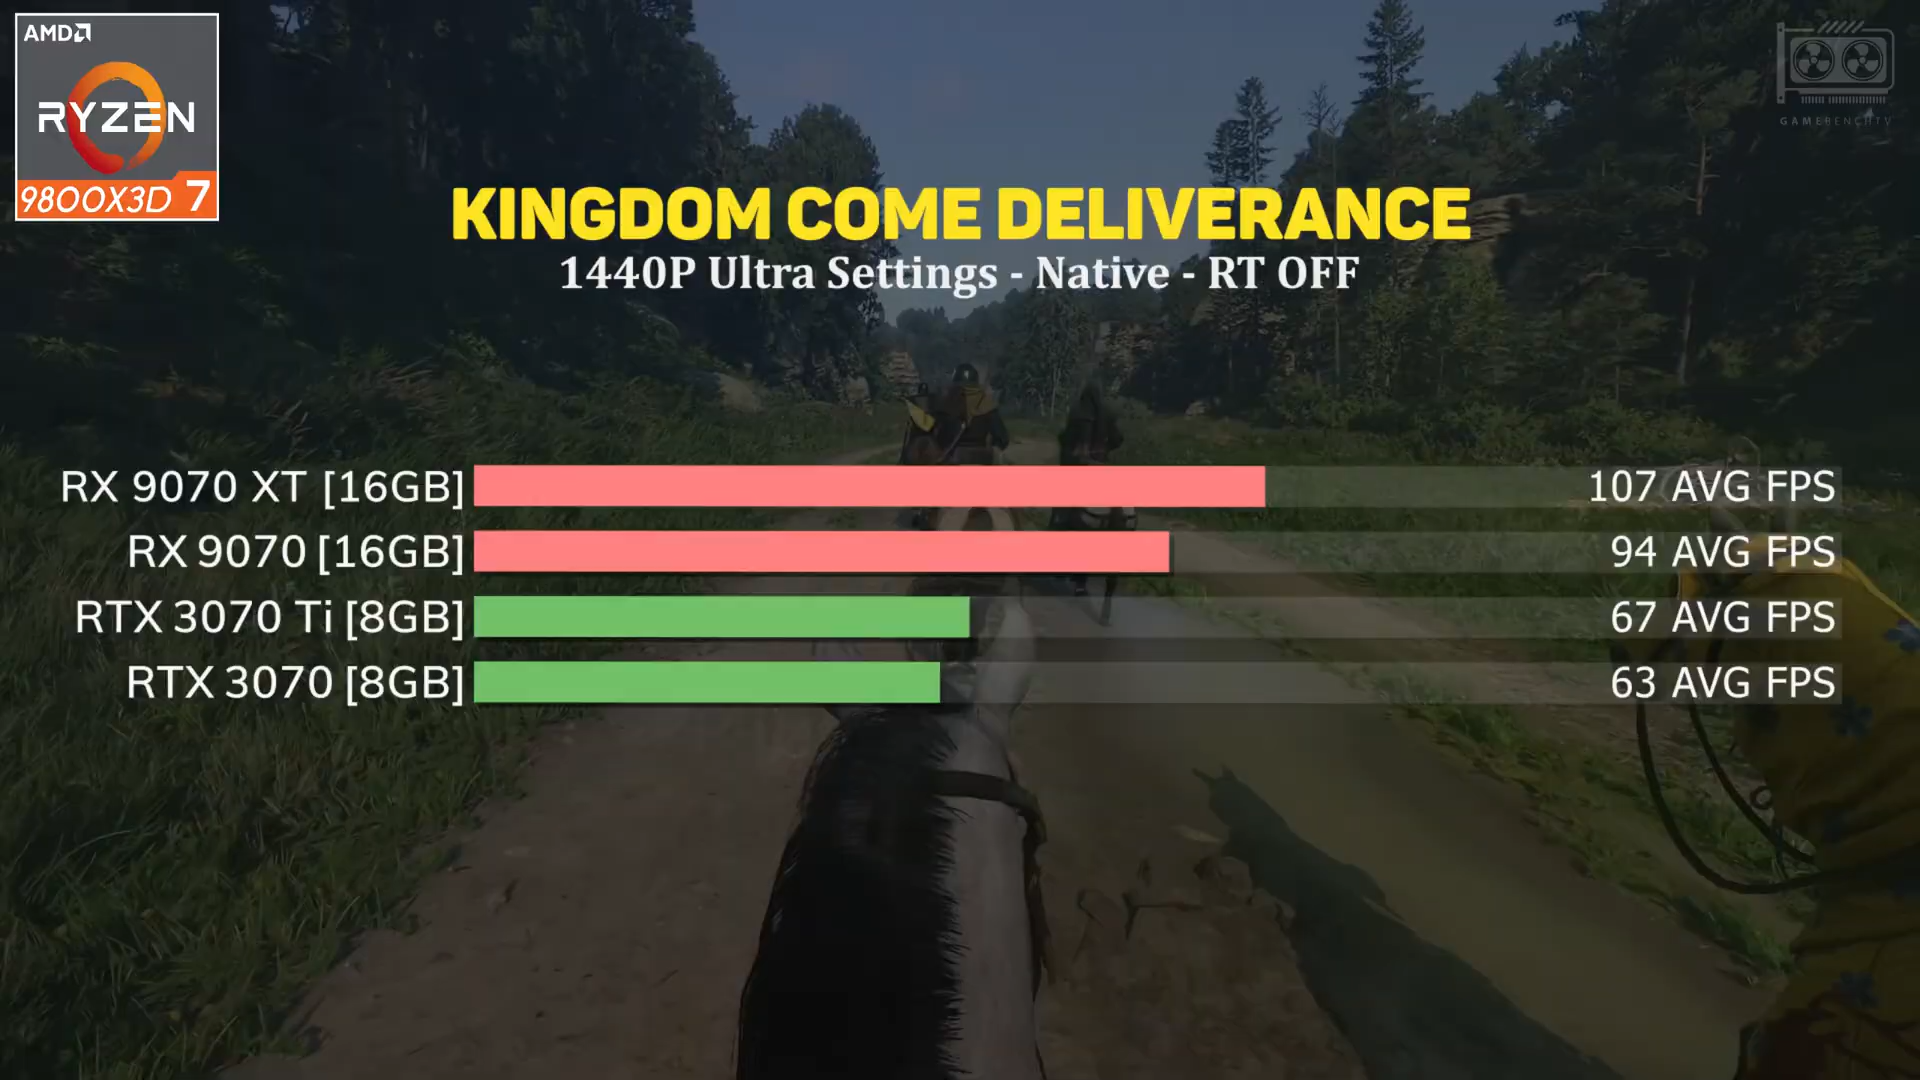 AMD
RYZEN
9800X3D 7
GAMEBENCHTV
KINGDOM COME DELIVERANCE
1440P Ultra Settings - Native - RT OFF
RX 9070 XT [16GB] 107 AVG FPS
RX 9070 [16GB] 94 AVG FPS
RTX 3070 Ti [8GB] 67 AVG FPS
RTX 3070 [8GB] 63 AVG FPS